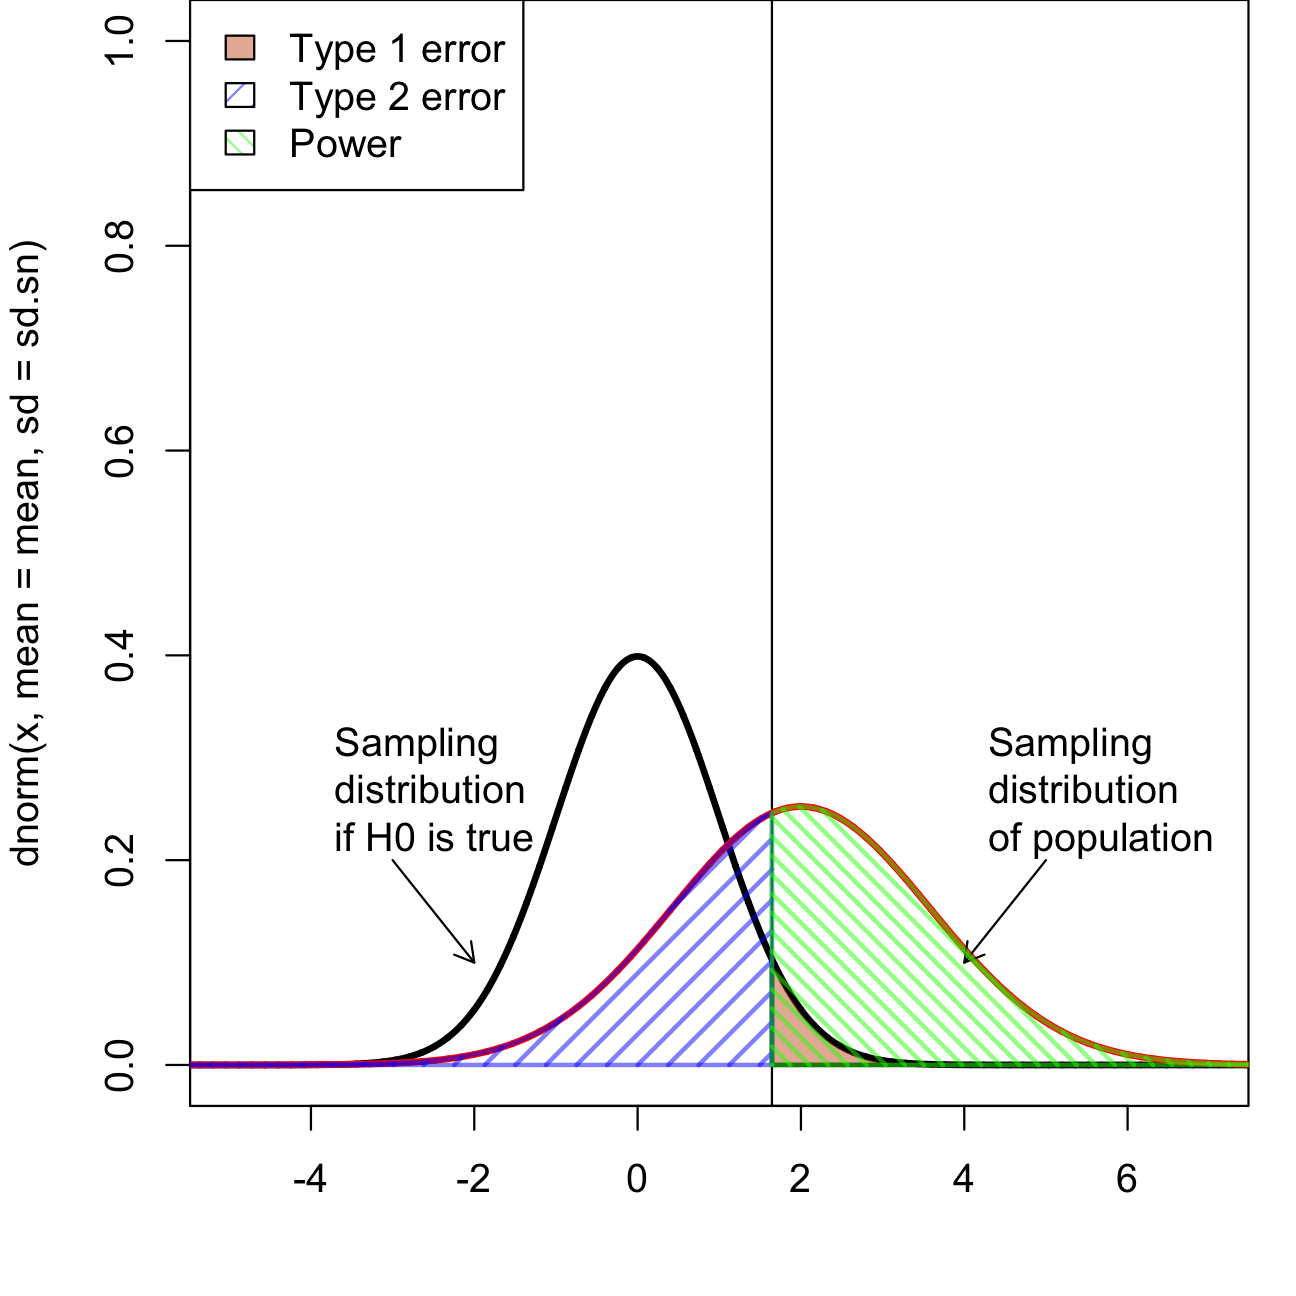 Type 1 error
Type 2 error
Power
dnorm(x, mean = mean, sd = sd.sn)
1.0
0.8
0.6
0.4
0.2
0.0
Sampling
distribution
if H0 is true
Sampling
distribution
of population
-4
-2
0
2
4
6